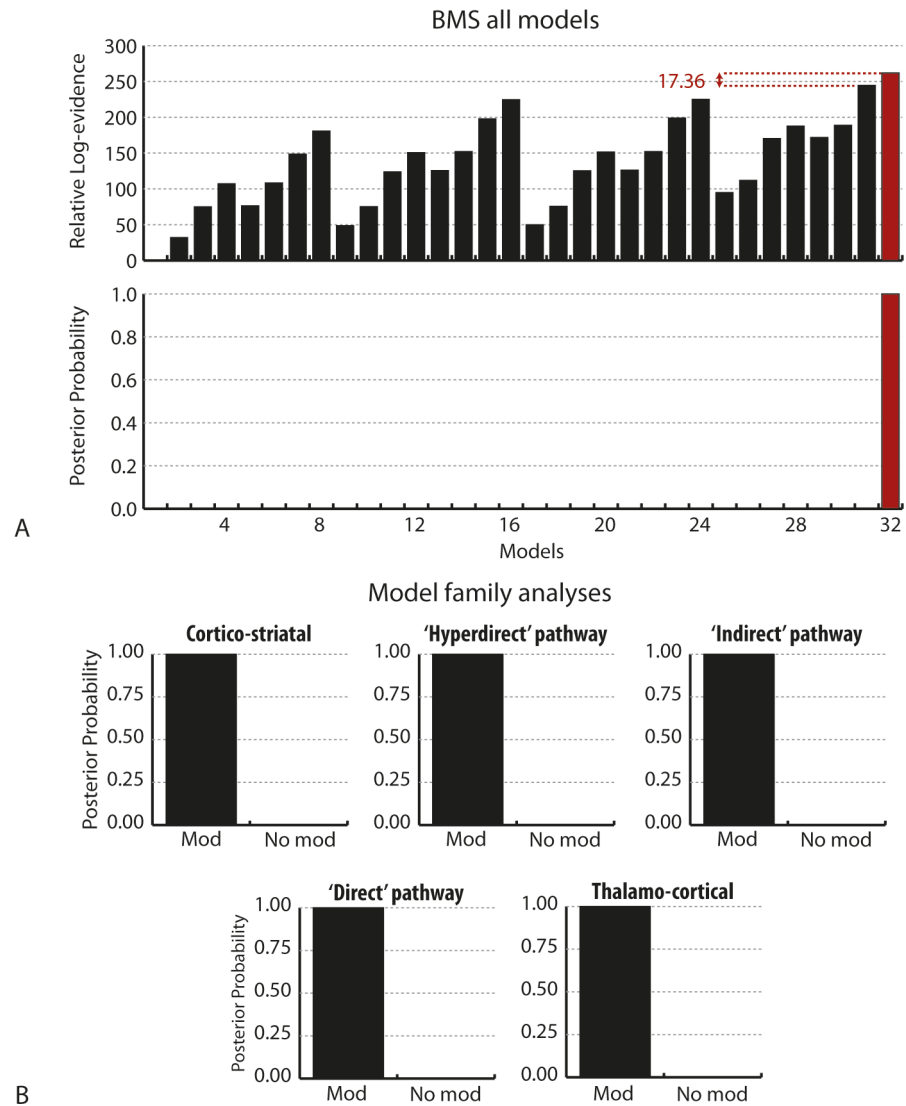 BMS all models
Relative Log-evidence
300
250
200
150
100
50
0
17.36
Posterior Probability
1.0
0.8
0.6
0.4
0.2
0.0
4 8 12 16 20 24 28 32
Models
A
Model family analyses
Cortico-striatal
Posterior Probability
1.00
0.75
0.50
0.25
0.00
Mod No mod
'Hyperdirect' pathway
1.00
0.75
0.50
0.25
0.00
Mod No mod
'Indirect' pathway
1.00
0.75
0.50
0.25
0.00
Mod No mod
'Direct' pathway
Posterior Probability
1.00
0.75
0.50
0.25
0.00
Mod No mod
Thalamo-cortical
1.00
0.75
0.50
0.25
0.00
Mod No mod
B